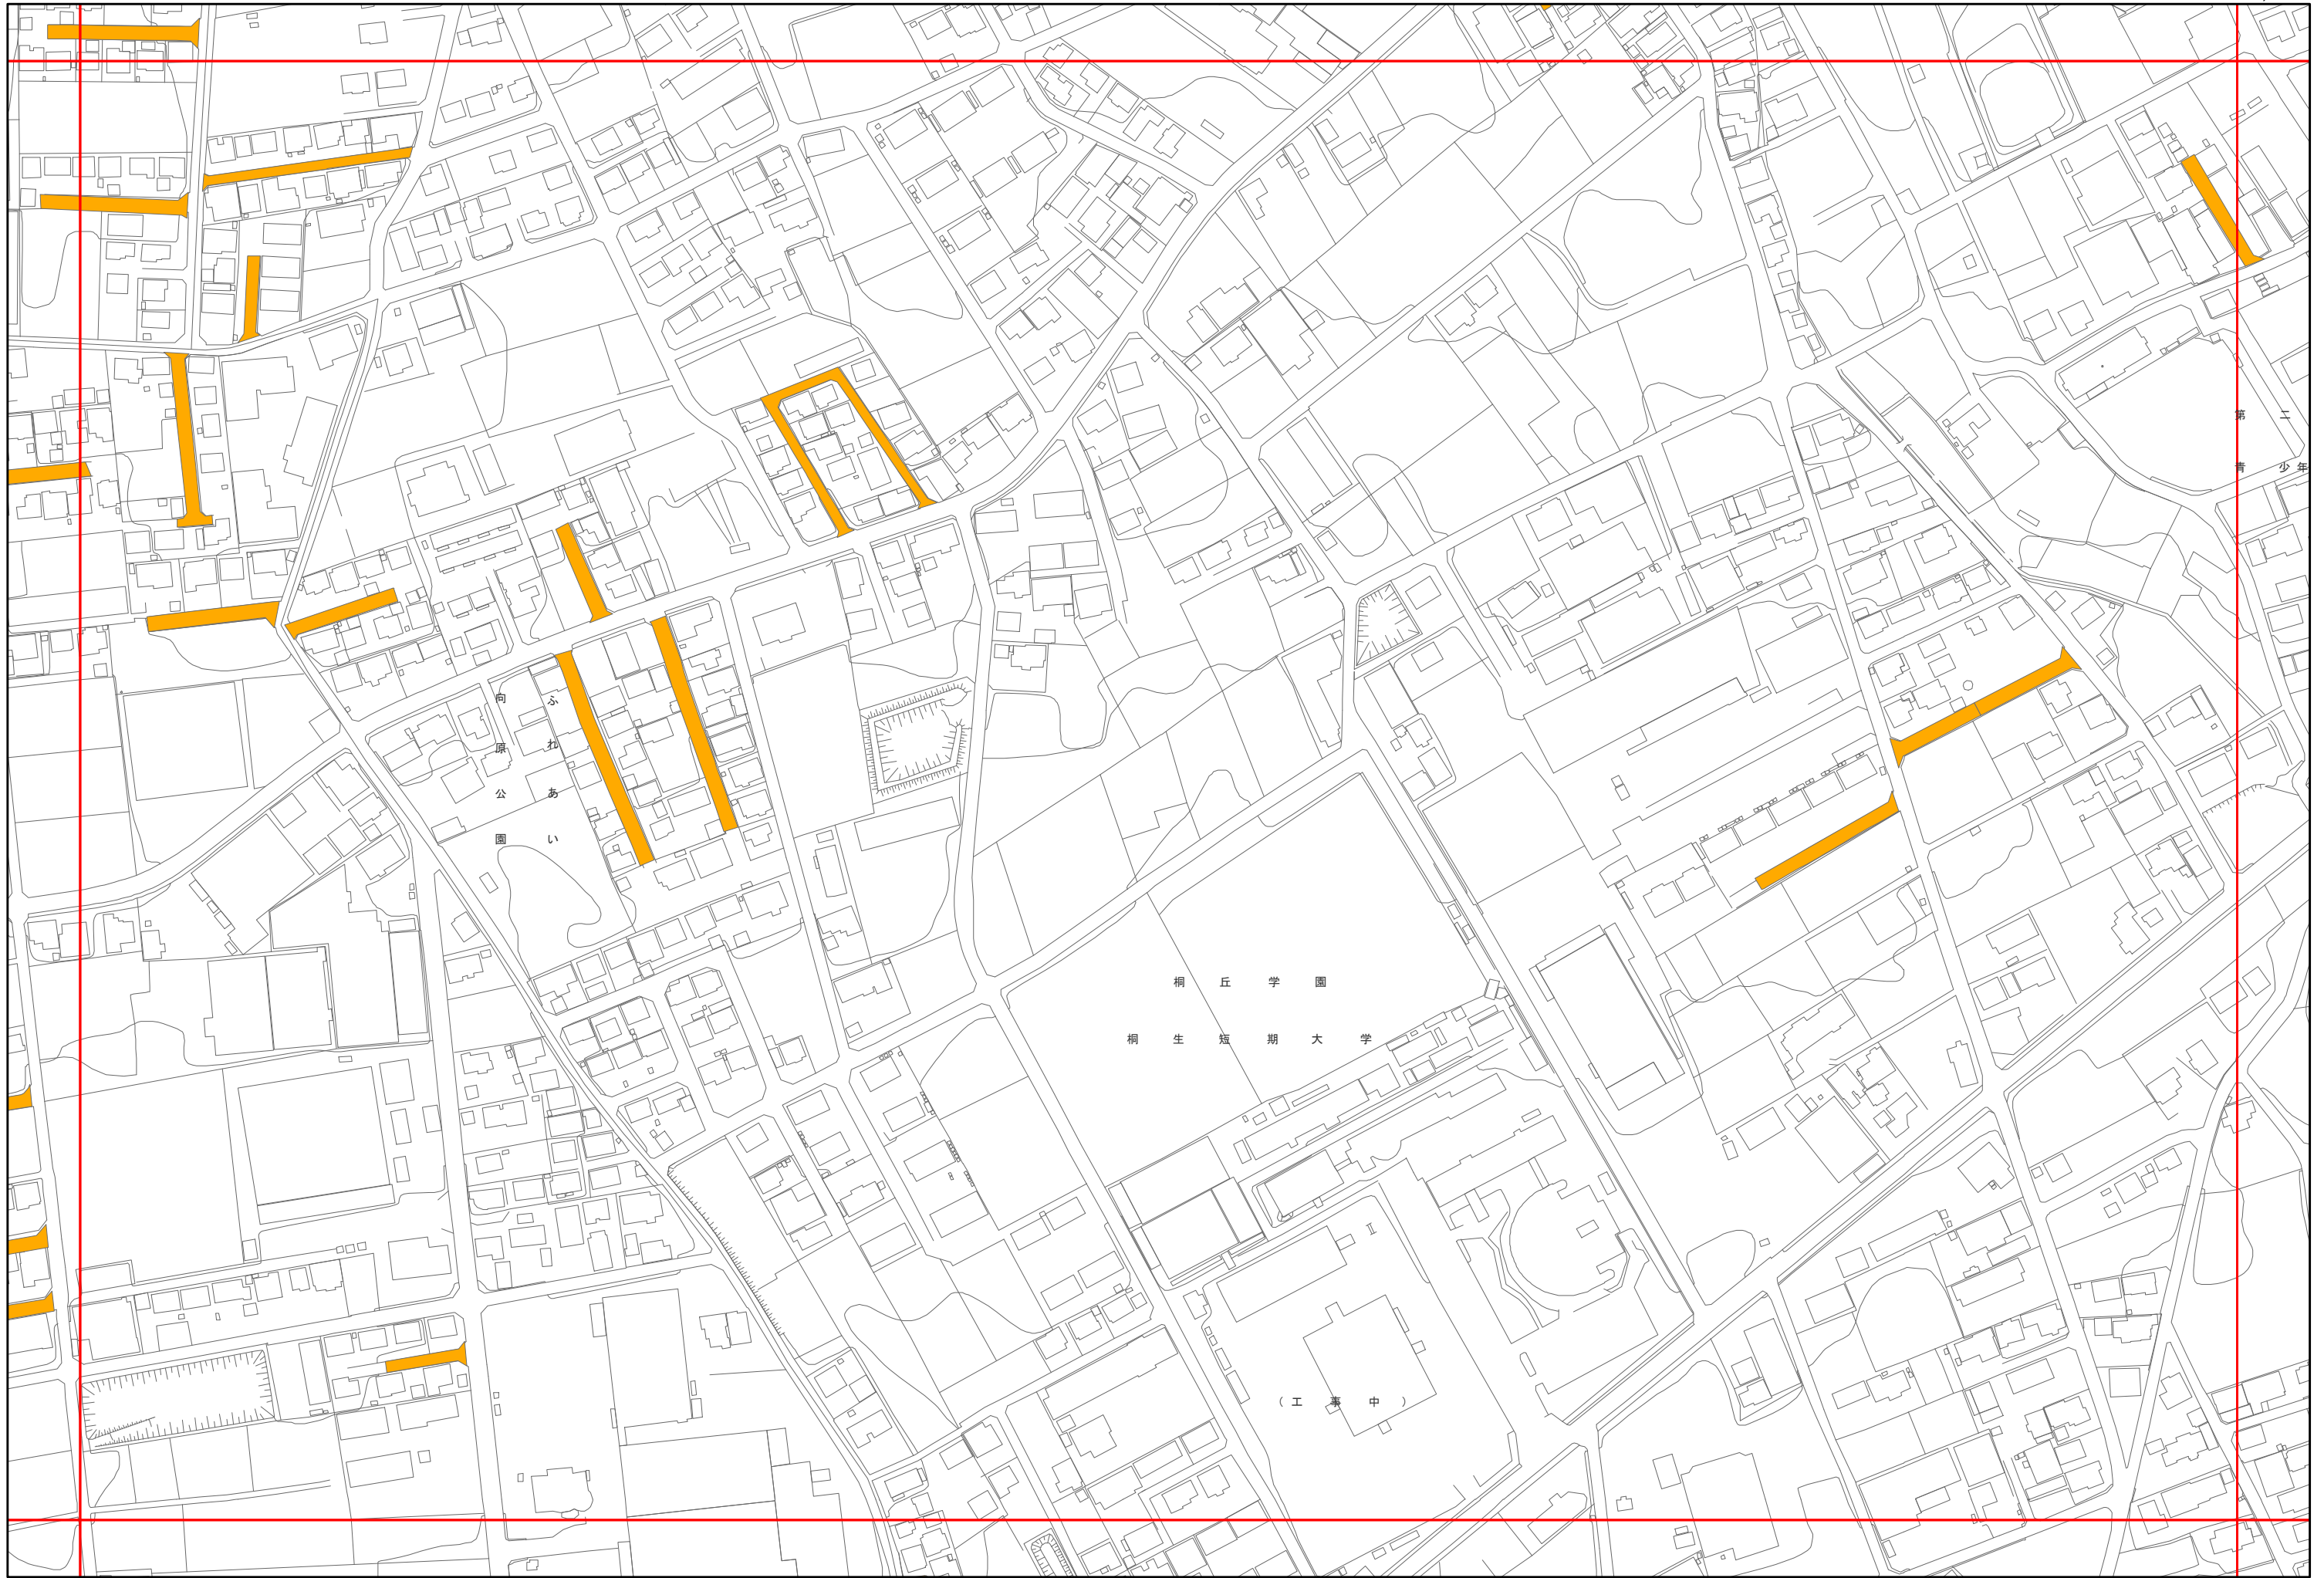 第二
青少年
向原公園
ふれあい
桐丘学園
桐生短期大学
（工事中）